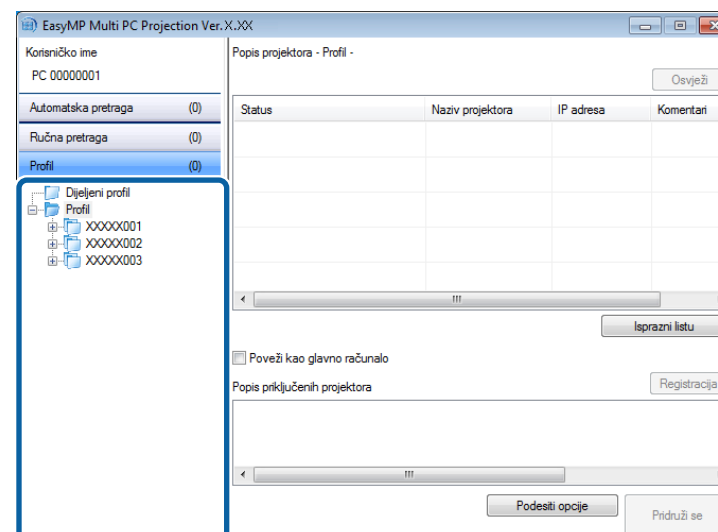 EasyMP Multi PC Projection Ver.X.XX
Korisničko ime
PC 00000001
Automatska pretraga (0)
Ručna pretraga (0)
Profil (0)
Dijeljeni profil
Profil
XXXXX001
XXXXX002
XXXXX003
Popis projektora - Profil -
Osvježi
Status Naziv projektora IP adresa Komentari
Isprazni listu
Poveži kao glavno računalo
Popis priključenih projektora
Registracija
Podesiti opcije
Pridruži se